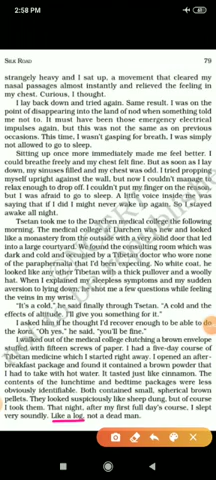 2:58 PM
SILK ROAD 79
strangely heavy and I sat up, a movement that cleared my
nasal passages almost instantly and relieved the feeling in
my chest. Curious, I thought.
I lay back down and tried again. Same result. I was on the
point of disappearing into the land of nod when something told
me not to. It must have been those emergency electrical
impulses again, but this was not the same as on previous
occasions. This time, I wasn't gasping for breath, I was simply
not allowed to go to sleep.
Sitting up once more immediately made me feel better. I
could breathe freely and my chest felt fine. But as soon as I lay
down, my sinuses filled and my chest was odd. I tried propping
myself upright against the wall, but now I couldn't manage to
relax enough to drop off. I couldn't put my finger on the reason,
but I was afraid to go to sleep. A little voice inside me was
saying that if I did I might never wake up again. So I stayed
awake all night.
Tsetan took me to the Darchen medical college the following
morning. The medical college at Darchen was new and looked
like a monastery from the outside with a very solid door that led
into a large courtyard. We found the consulting room which was
dark and cold and occupied by a Tibetan doctor who wore none
of the paraphernalia that I'd been expecting. No white coat, he
looked like any other Tibetan with a thick pullover and a woolly
hat. When I explained my sleepless symptoms and my sudden
aversion to lying down, he shot me a few questions while feeling
the veins in my wrist.
'It's a cold,' he said finally through Tsetan. 'A cold and the
effects of altitude. I'll give you something for it.'
I asked him if he thought I'd recover enough to be able to do
the kora. 'Oh yes,' he said, 'you'll be fine.'
I walked out of the medical college clutching a brown envelope
stuffed with fifteen screws of paper. I had a five-day course of
Tibetan medicine which I started right away. I opened an after-
breakfast package and found it contained a brown powder that
I had to take with hot water. It tasted just like cinnamon. The
contents of the lunchtime and bedtime packages were less
obviously identifiable. Both contained small, spherical brown
pellets. They looked suspiciously like sheep dung, but of course
I took them. That night, after my first full day's course, I slept
very soundly. Like a log, not a dead man.